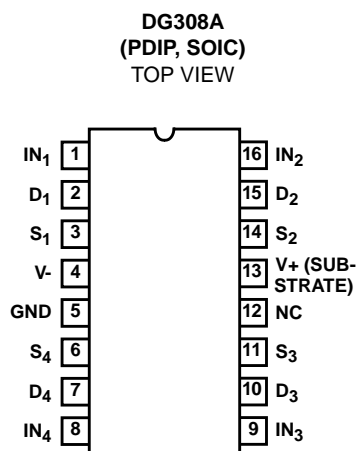 DG308A
(PDIP, SOIC)
TOP VIEW
IN1 1 16 IN2
D1 2 15 D2
S1 3 14 S2
V- 4 13 V+ (SUB-
STRATE)
GND 5 12 NC
S4 6 11 S3
D4 7 10 D3
IN4 8 9 IN3